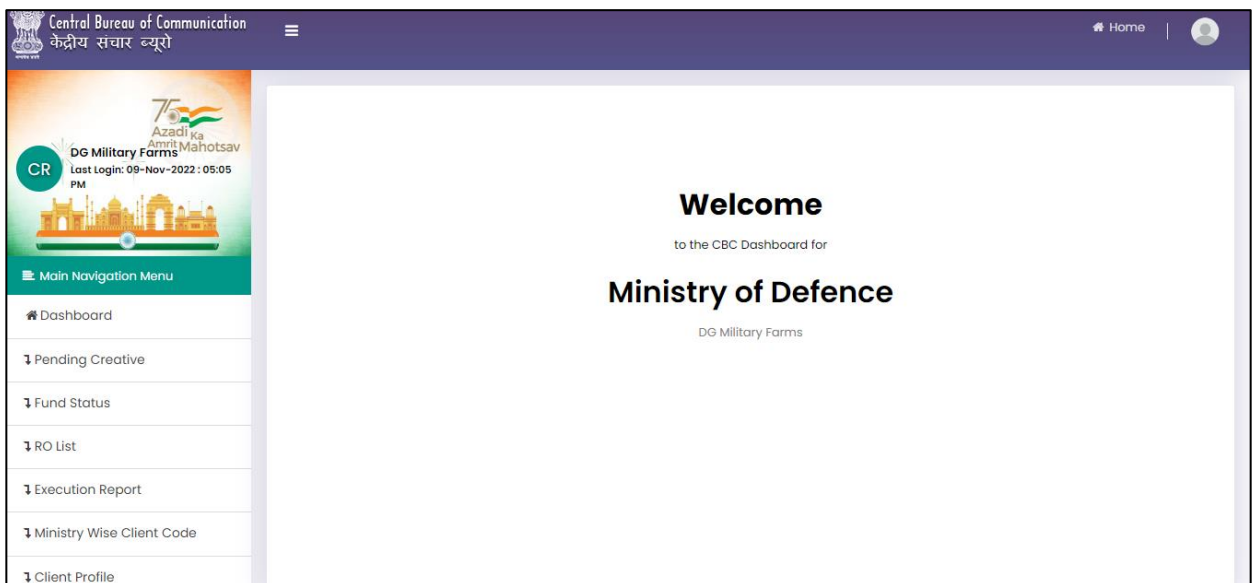 Central Bureau of Communication
केंद्रीय संचार ब्यूरो
Home
75
Azadi Ka
Amrit Mahotsav
CR
DG Military Farms
Last Login: 09-Nov-2022 : 05:05
PM
Main Navigation Menu
Dashboard
Pending Creative
Fund Status
RO List
Execution Report
Ministry Wise Client Code
Client Profile
Welcome
to the CBC Dashboard for
Ministry of Defence
DG Military Farms